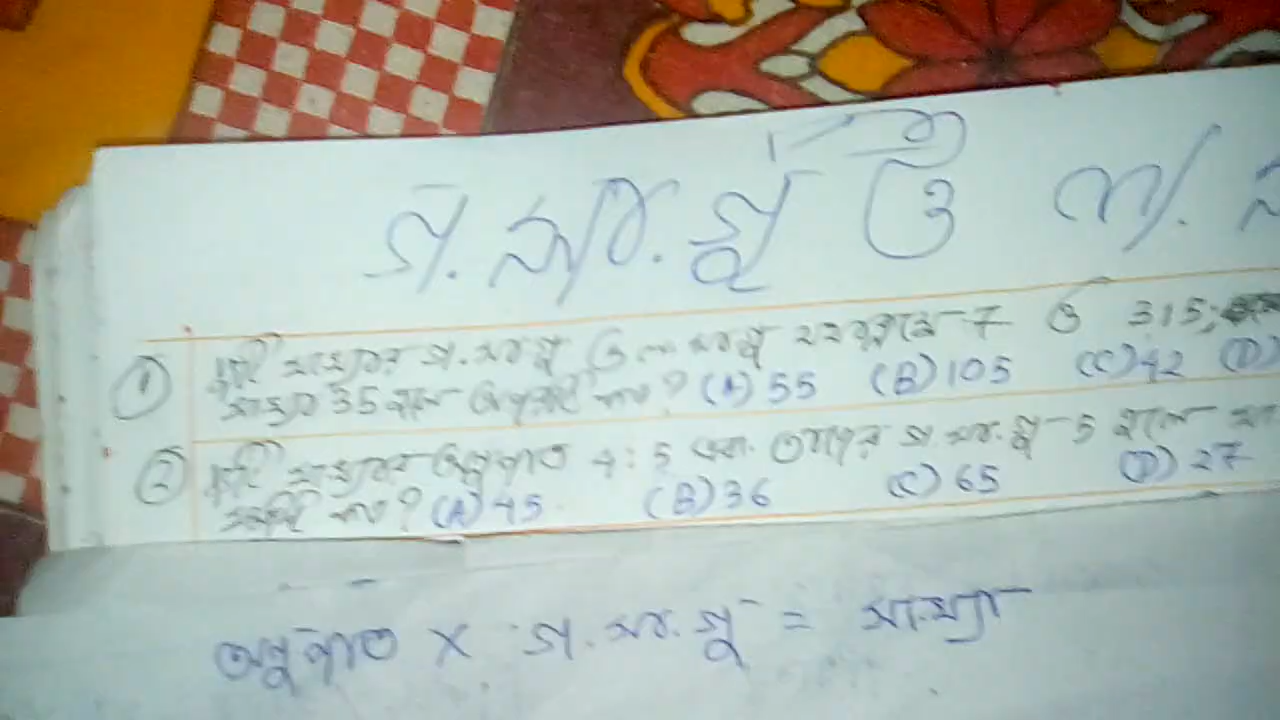 গ.সা.গু ও ল.স
① দুটি সংখ্যার গ.সা.গু ও ল.সা.গু যথাক্রমে 7 ও 315;
সংখ্যা 35 হলে অপরটি কত? (A) 55 (B) 105 (C) 42 (D)
② দুটি সংখ্যার অনুপাত 4 : 5 এবং তাদের গ.সা.গু 5 হলে
কত? (A) 45 (B) 36 (C) 65 (D) 27
অনুপাত × গ.সা.গু = সংখ্যা